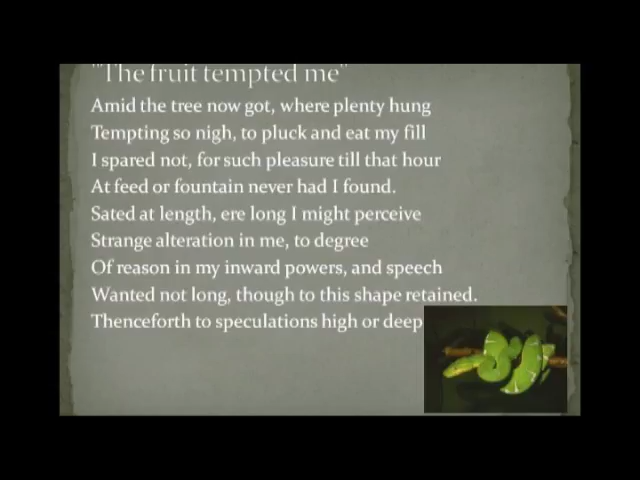 "The fruit tempted me"
Amid the tree now got, where plenty hung
Tempting so nigh, to pluck and eat my fill
I spared not, for such pleasure till that hour
At feed or fountain never had I found.
Sated at length, ere long I might perceive
Strange alteration in me, to degree
Of reason in my inward powers, and speech
Wanted not long, though to this shape retained.
Thenceforth to speculations high or deep